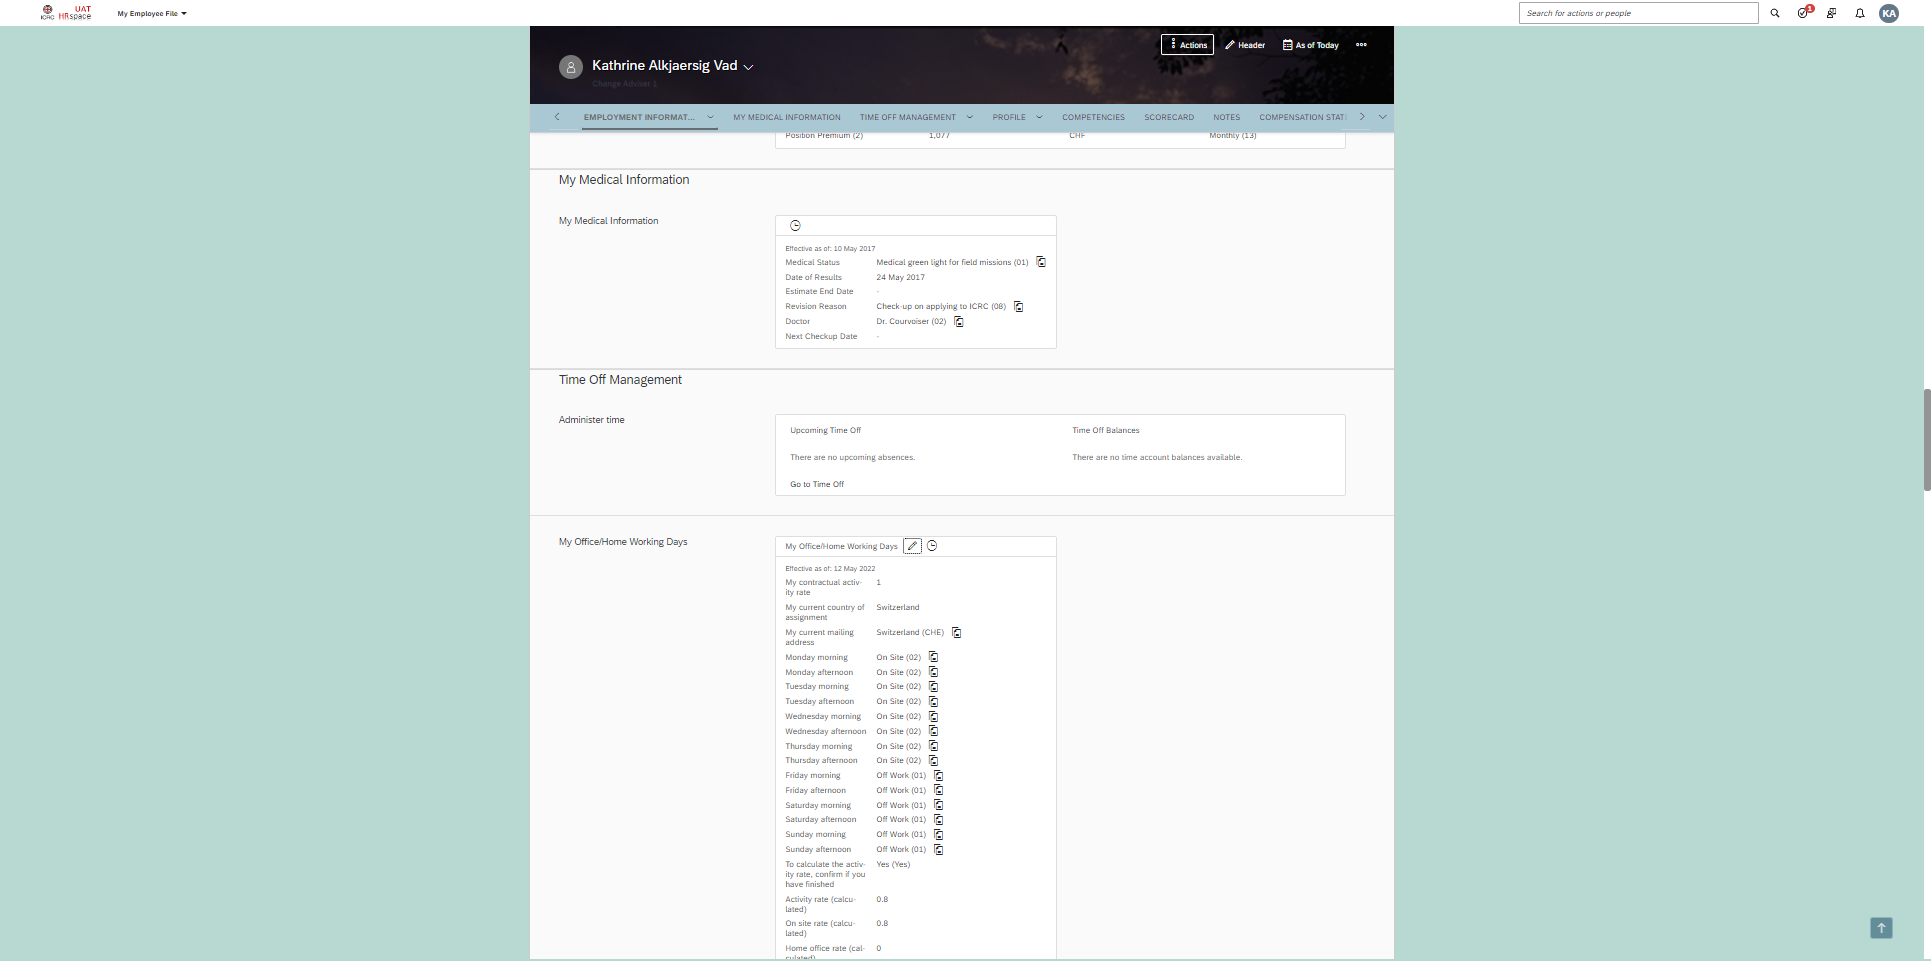 ICRC UAT HRspace My Employee File Search for actions or people 1 KA
Actions Header As of Today
Kathrine Alkjaersig Vad
Change Adviser 1
EMPLOYMENT INFORMAT... MY MEDICAL INFORMATION TIME OFF MANAGEMENT PROFILE COMPETENCIES SCORECARD NOTES COMPENSATION STAT
Position Premium (2) 1,077 CHF Monthly (13)
My Medical Information
My Medical Information
Effective as of: 10 May 2017
Medical Status Medical green light for field missions (01)
Date of Results 24 May 2017
Estimate End Date -
Revision Reason Check-up on applying to ICRC (08)
Doctor Dr. Courvoiser (02)
Next Checkup Date -
Time Off Management
Administer time
Upcoming Time Off Time Off Balances
There are no upcoming absences. There are no time account balances available.
Go to Time Off
My Office/Home Working Days
My Office/Home Working Days
Effective as of: 12 May 2022
My contractual activ- 1
ity rate
My current country of Switzerland
assignment
My current mailing Switzerland (CHE)
address
Monday morning On Site (02)
Monday afternoon On Site (02)
Tuesday morning On Site (02)
Tuesday afternoon On Site (02)
Wednesday morning On Site (02)
Wednesday afternoon On Site (02)
Thursday morning On Site (02)
Thursday afternoon On Site (02)
Friday morning Off Work (01)
Friday afternoon Off Work (01)
Saturday morning Off Work (01)
Saturday afternoon Off Work (01)
Sunday morning Off Work (01)
Sunday afternoon Off Work (01)
To calculate the activ- Yes (Yes)
ity rate, confirm if you
have finished
Activity rate (calcu- 0.8
lated)
On site rate (calcu- 0.8
lated)
Home office rate (cal- 0
culated)